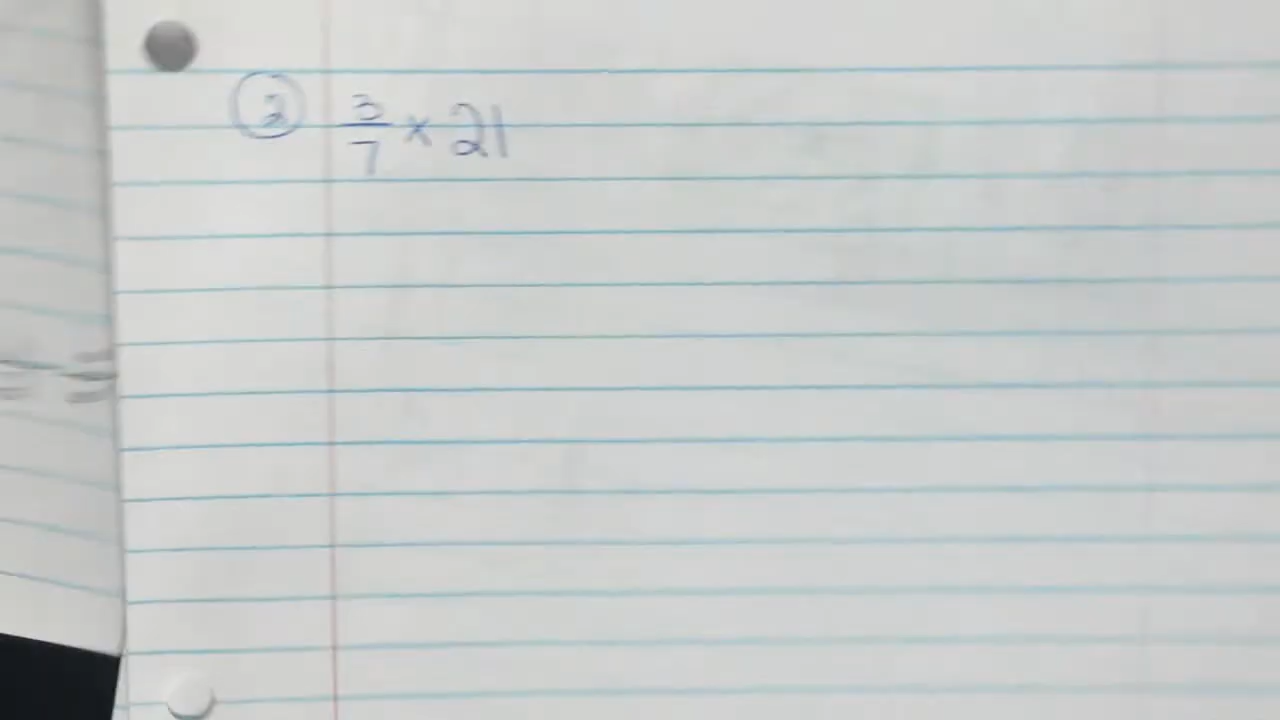 ② 3/7 × 21